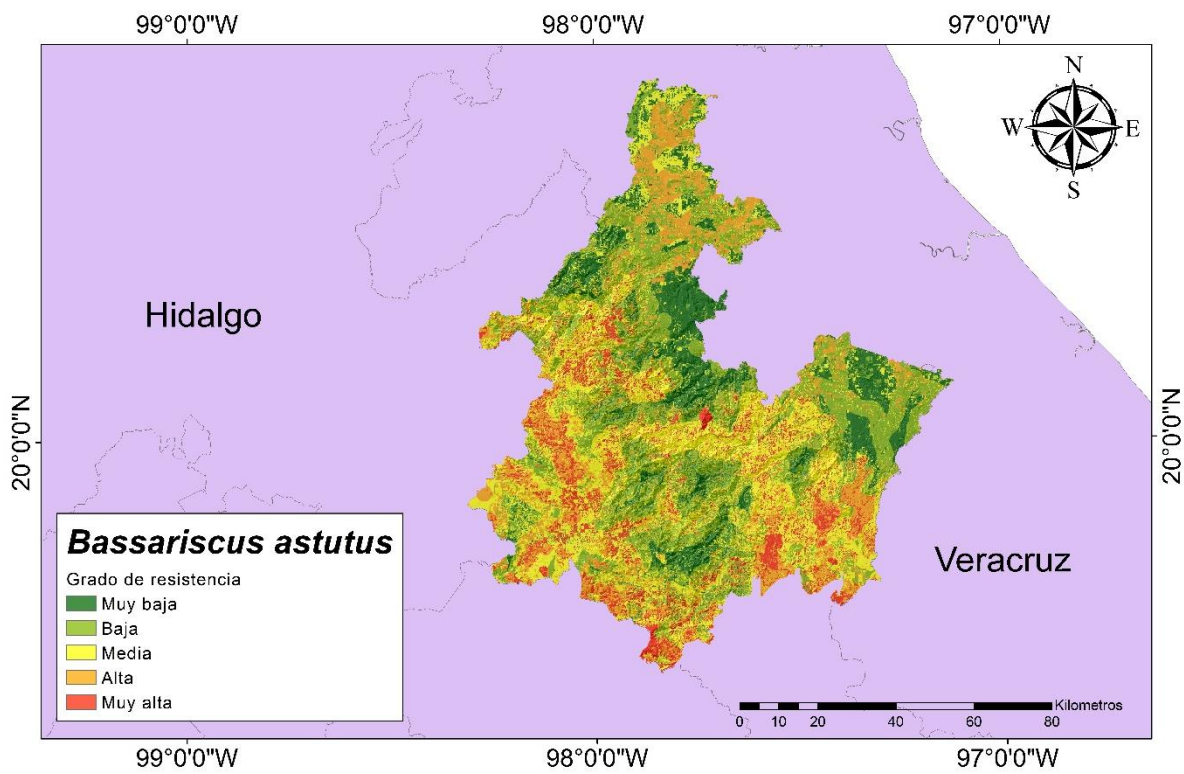 99°0'0"W 98°0'0"W 97°0'0"W
N
W E
S
Hidalgo
20°0'0"N 20°0'0"N
Veracruz
Bassariscus astutus
Grado de resistencia
Muy baja
Baja
Media
Alta
Muy alta
Kilometros
0 10 20 40 60 80
99°0'0"W 98°0'0"W 97°0'0"W